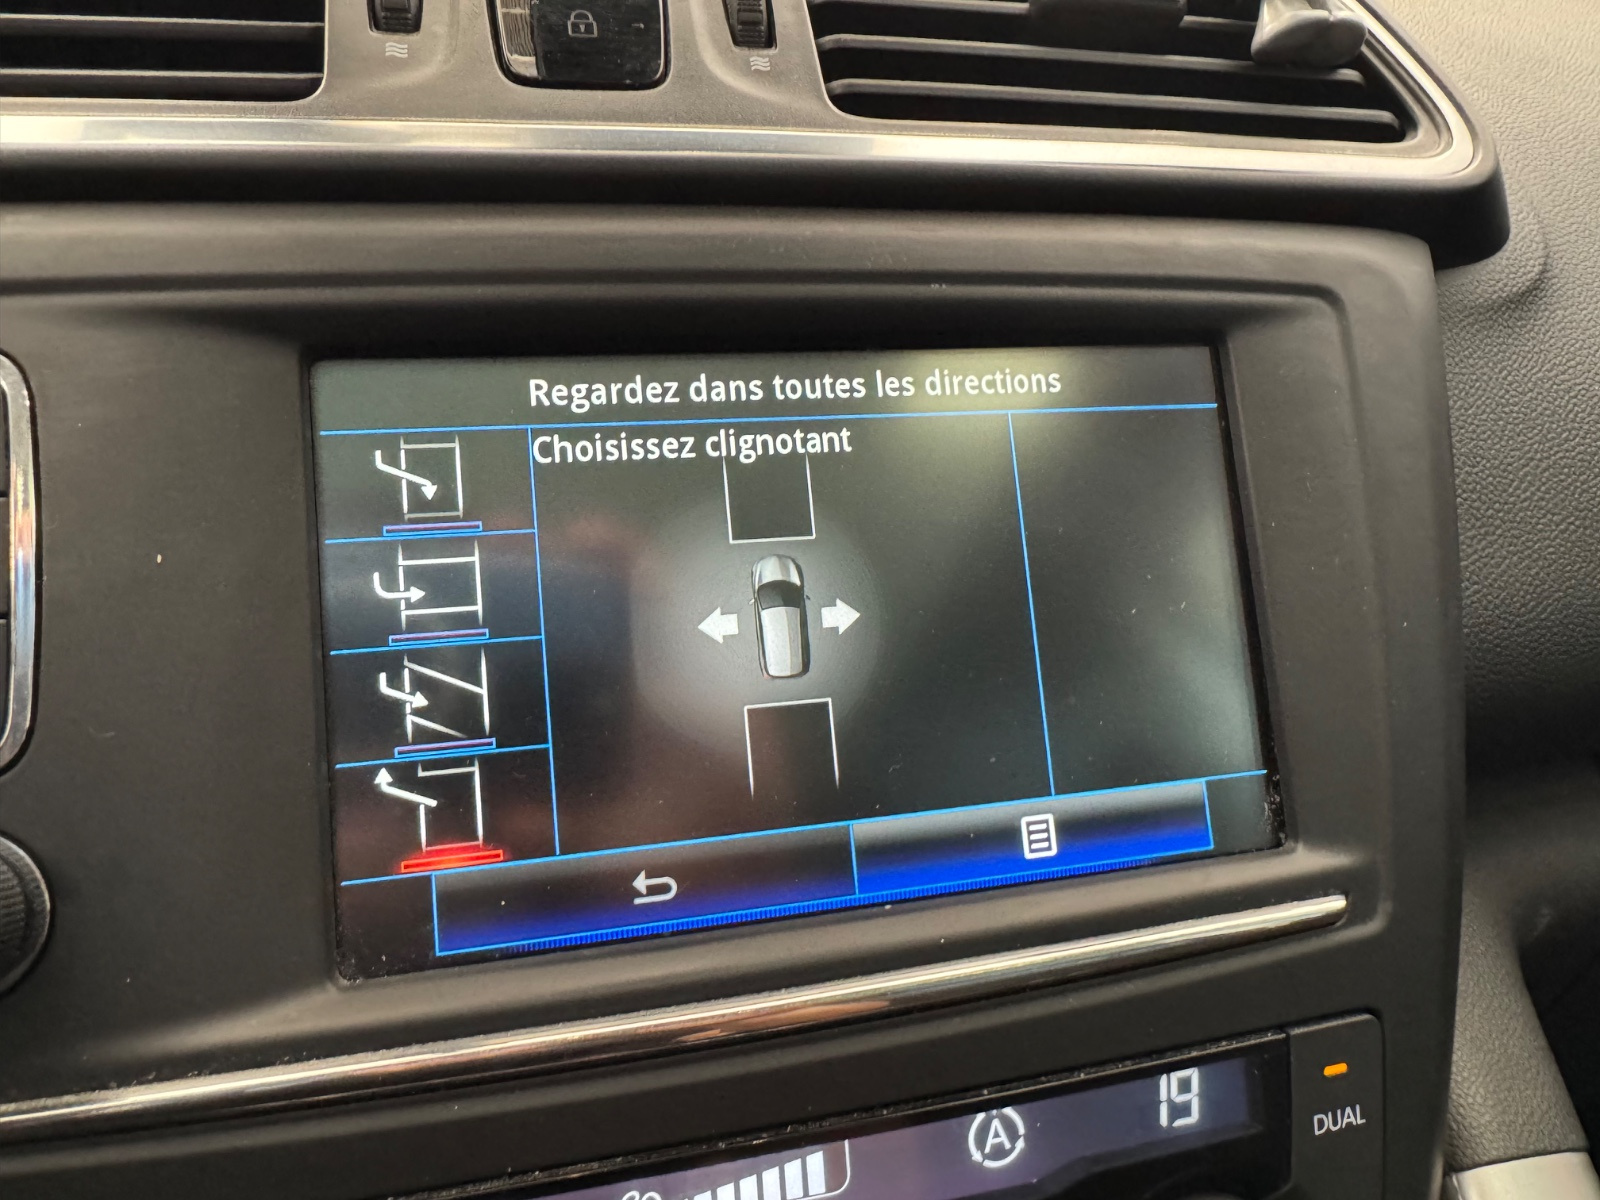 Regardez dans toutes les directions
Choisissez clignotant
19
A
DUAL